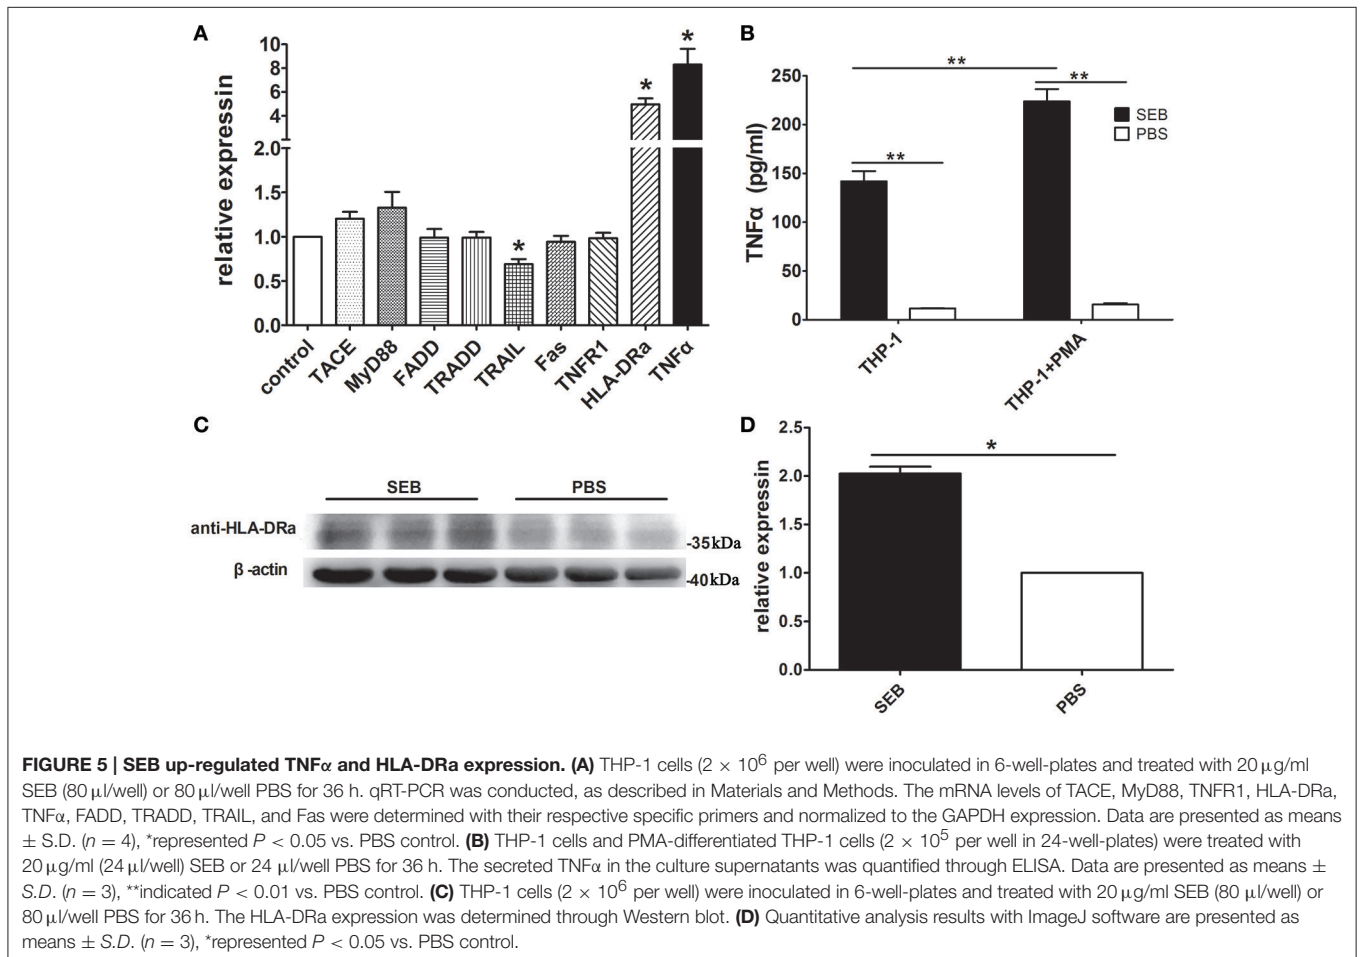 A
10
8
6
4
2.0
1.5
1.0
0.5
0.0
relative expressin
*
*
*
control
TACE
MyD88
FADD
TRADD
TRAIL
Fas
TNFR1
HLA-DRa
TNFα
B
250
200
150
100
50
0
TNFα (pg/ml)
**
**
**
SEB
PBS
THP-1
THP-1+PMA
C
SEB
PBS
anti-HLA-DRa
-35kDa
β-actin
-40kDa
D
2.5
2.0
1.5
1.0
0.5
0.0
relative expressin
*
SEB
PBS
FIGURE 5 | SEB up-regulated TNFα and HLA-DRa expression. (A) THP-1 cells (2 × 10⁶ per well) were inoculated in 6-well-plates and treated with 20 μg/ml
SEB (80 μl/well) or 80 μl/well PBS for 36 h. qRT-PCR was conducted, as described in Materials and Methods. The mRNA levels of TACE, MyD88, TNFR1, HLA-DRa,
TNFα, FADD, TRADD, TRAIL, and Fas were determined with their respective specific primers and normalized to the GAPDH expression. Data are presented as means
± S.D. (n = 4), *represented P < 0.05 vs. PBS control. (B) THP-1 cells and PMA-differentiated THP-1 cells (2 × 10⁵ per well in 24-well-plates) were treated with
20 μg/ml (24 μl/well) SEB or 24 μl/well PBS for 36 h. The secreted TNFα in the culture supernatants was quantified through ELISA. Data are presented as means ±
S.D. (n = 3), **indicated P < 0.01 vs. PBS control. (C) THP-1 cells (2 × 10⁶ per well) were inoculated in 6-well-plates and treated with 20 μg/ml SEB (80 μl/well) or
80 μl/well PBS for 36 h. The HLA-DRa expression was determined through Western blot. (D) Quantitative analysis results with ImageJ software are presented as
means ± S.D. (n = 3), *represented P < 0.05 vs. PBS control.